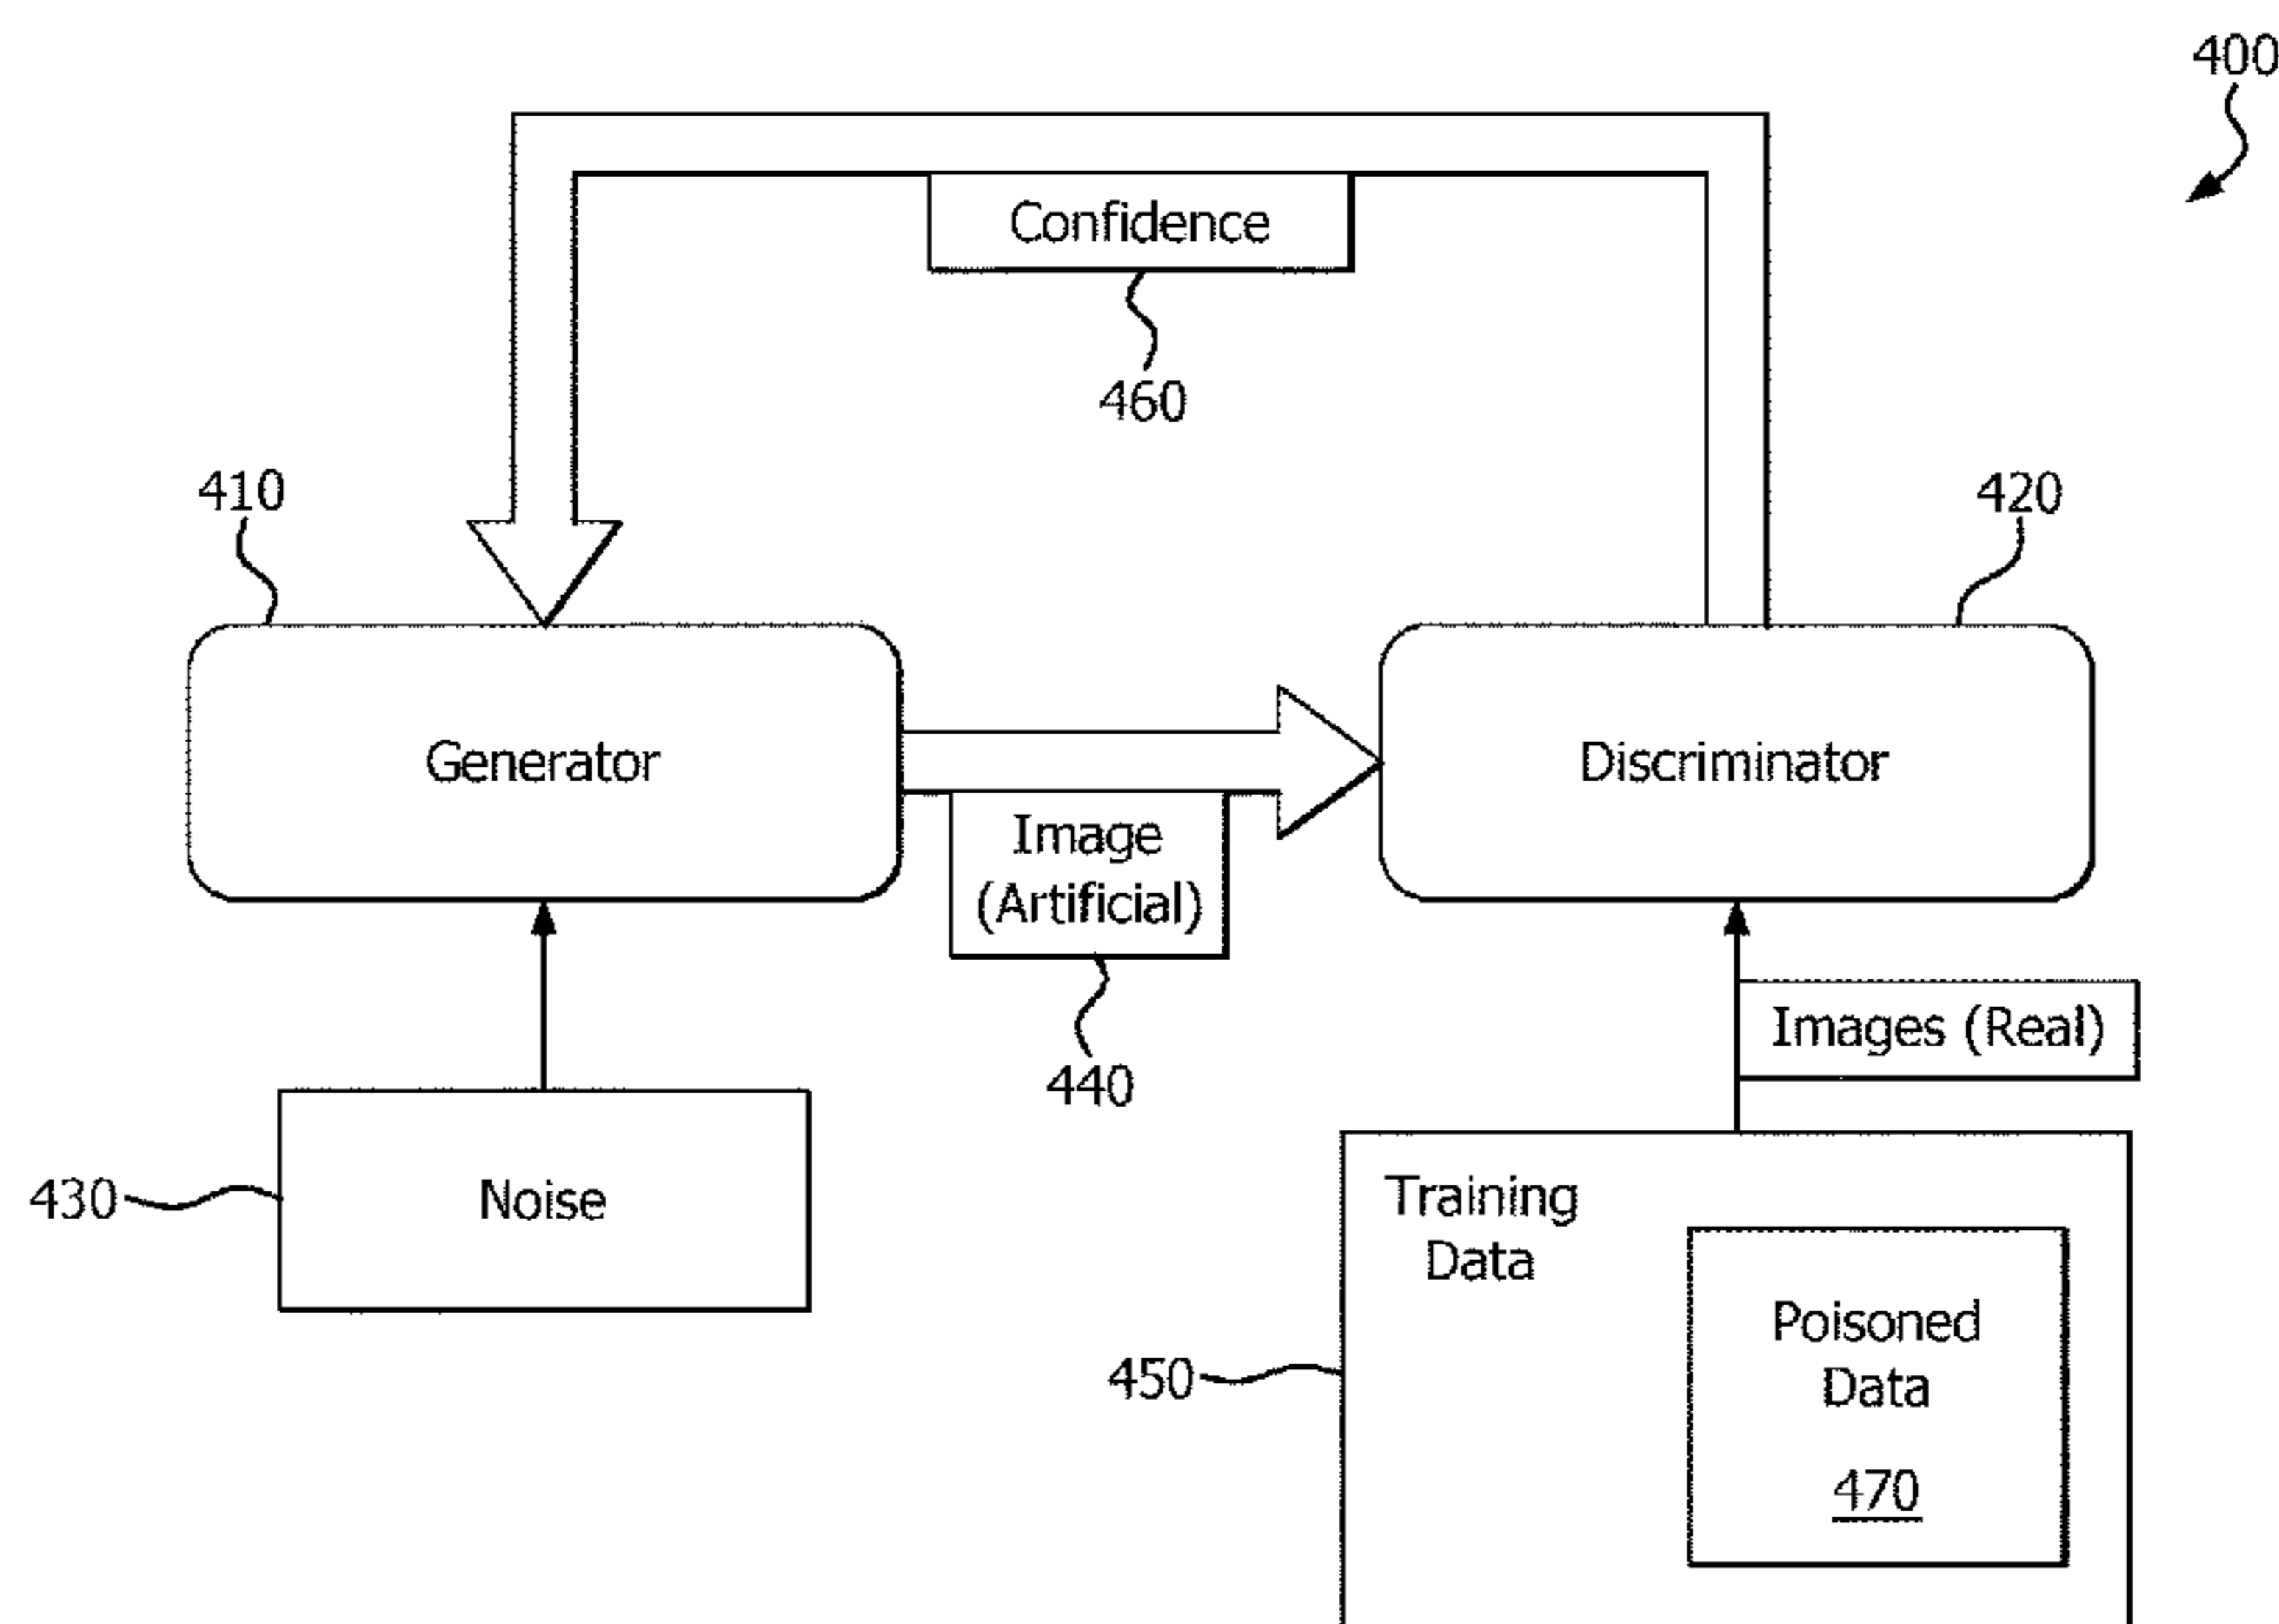 400
Confidence
460
410
420
Generator
Discriminator
Image
(Artificial)
440
Images (Real)
430
Noise
Training
Data
450
Poisoned
Data
470